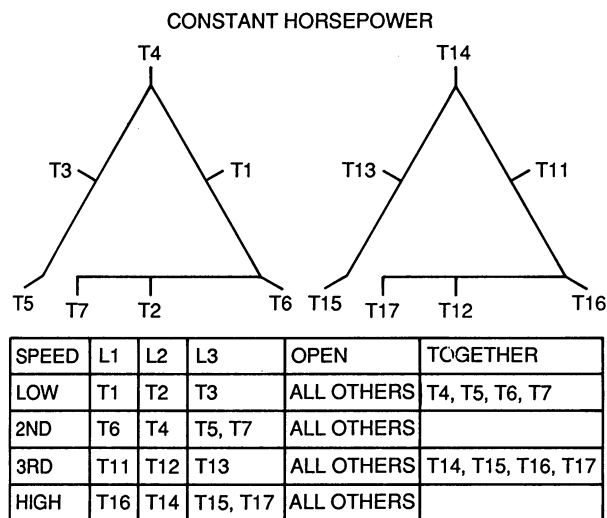 CONSTANT HORSEPOWER
T4 T14
T3 T1 T13 T11
T5 T7 T2 T6 T15 T17 T12 T16
SPEED L1 L2 L3 OPEN TOGETHER
LOW T1 T2 T3 ALL OTHERS T4, T5, T6, T7
2ND T6 T4 T5, T7 ALL OTHERS
3RD T11 T12 T13 ALL OTHERS T14, T15, T16, T17
HIGH T16 T14 T15, T17 ALL OTHERS